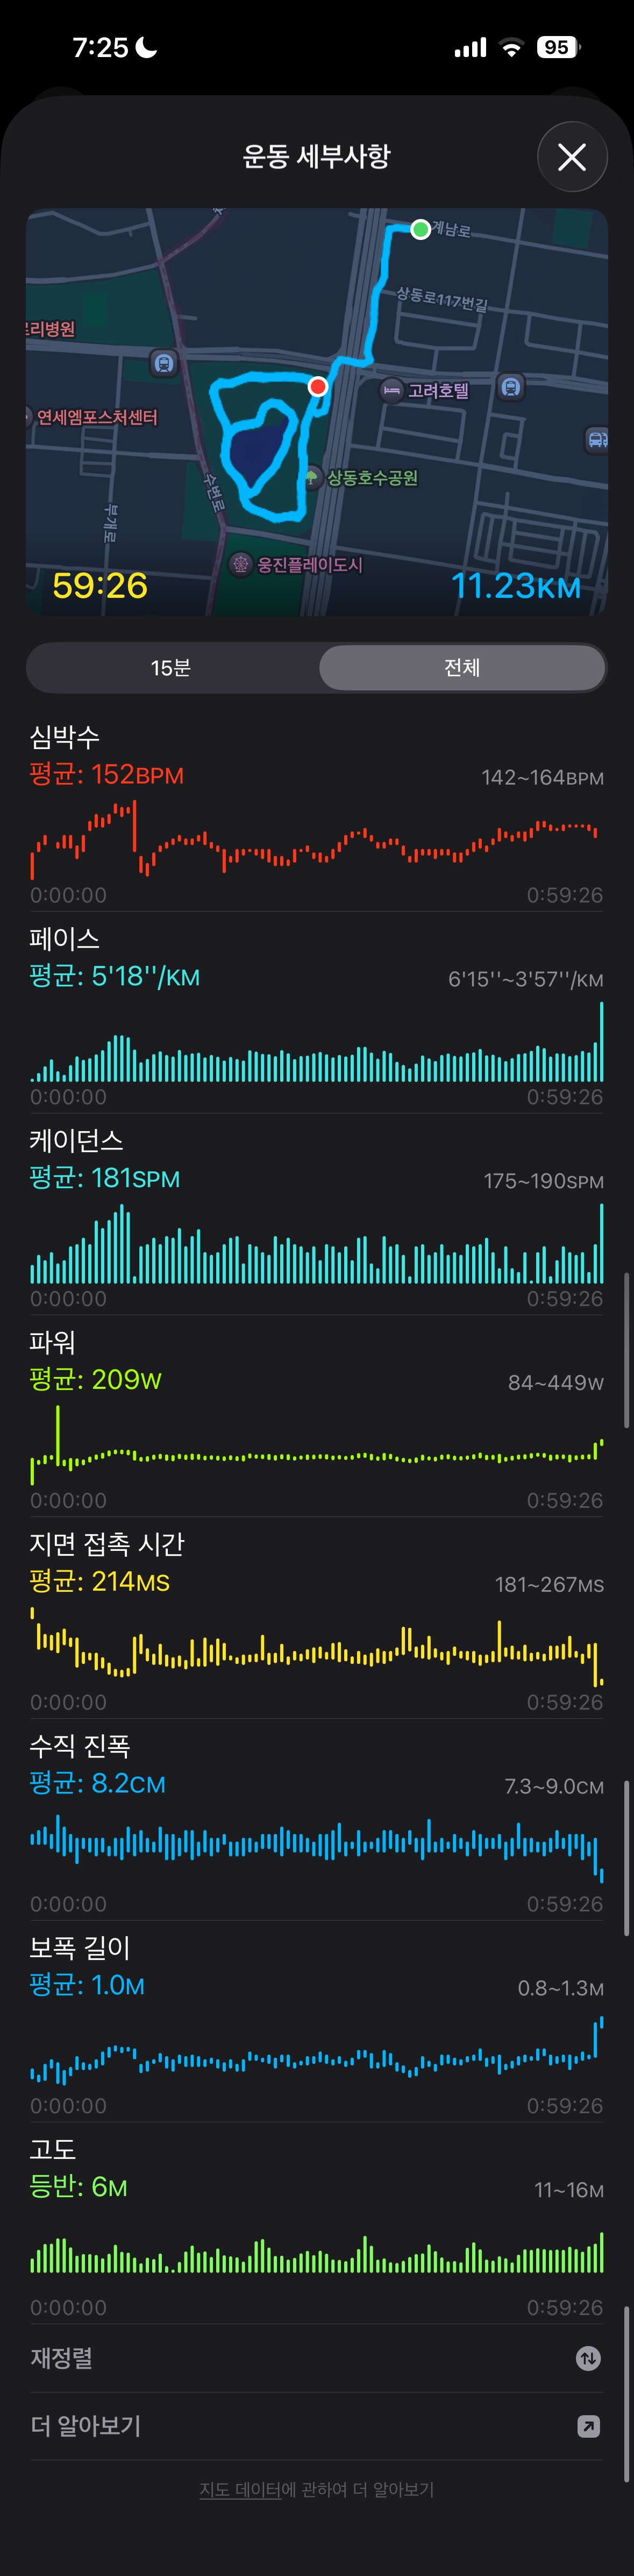 7:25
95
운동 세부사항
계남로
상동로117번길
리병원
고려호텔
연세엠포스처센터
상동호수공원
수변로
부개로
웅진플레이도시
59:26
11.23KM
15분
전체
심박수
평균: 152BPM
142~164BPM
0:00:00
0:59:26
페이스
평균: 5'18''/KM
6'15''~3'57''/KM
0:00:00
0:59:26
케이던스
평균: 181SPM
175~190SPM
0:00:00
0:59:26
파워
평균: 209W
84~449W
0:00:00
0:59:26
지면 접촉 시간
평균: 214MS
181~267MS
0:00:00
0:59:26
수직 진폭
평균: 8.2CM
7.3~9.0CM
0:00:00
0:59:26
보폭 길이
평균: 1.0M
0.8~1.3M
0:00:00
0:59:26
고도
등반: 6M
11~16M
0:00:00
0:59:26
재정렬
더 알아보기
지도 데이터에 관하여 더 알아보기